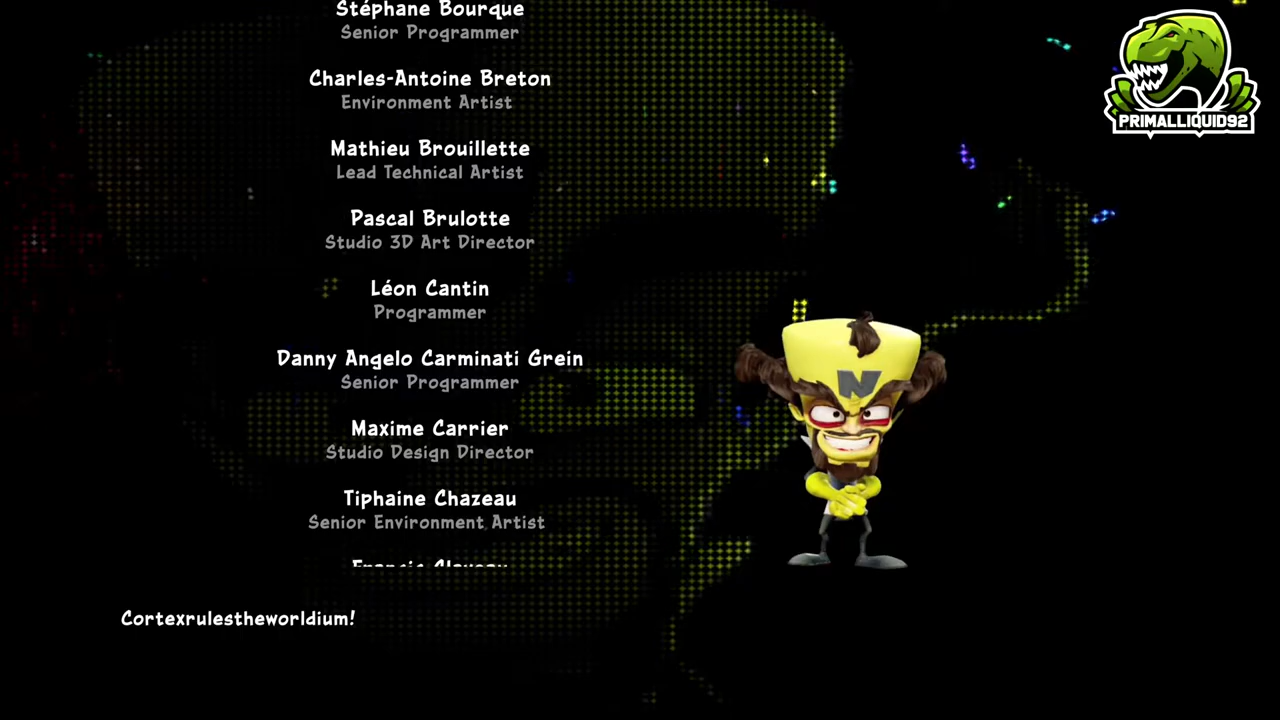 Stéphane Bourque
Senior Programmer
Charles-Antoine Breton
Environment Artist
Mathieu Brouillette
Lead Technical Artist
Pascal Brulotte
Studio 3D Art Director
Léon Cantin
Programmer
Danny Angelo Carminati Grein
Senior Programmer
Maxime Carrier
Studio Design Director
Tiphaine Chazeau
Senior Environment Artist
Cortexrulestheworldium!
PRIMALLIQUID92
N